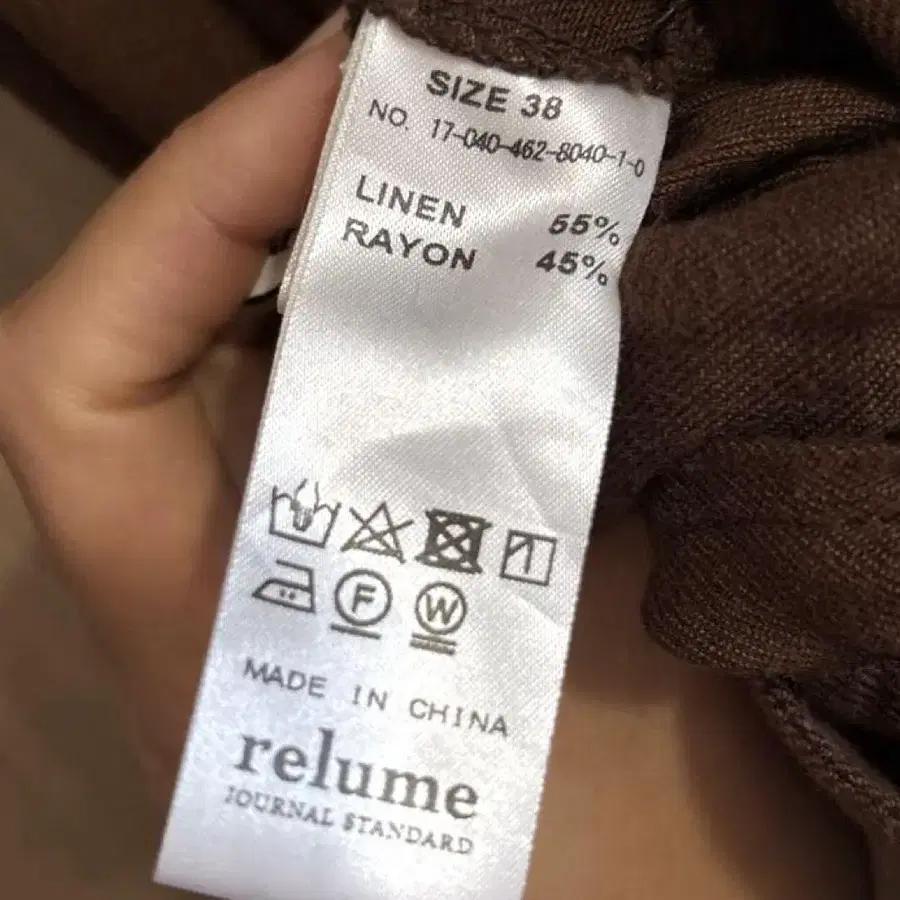 SIZE 38
NO. 17-040-462-8040-1-0
LINEN 55%
RAYON 45%
F W
MADE IN CHINA
relume
JOURNAL STANDARD